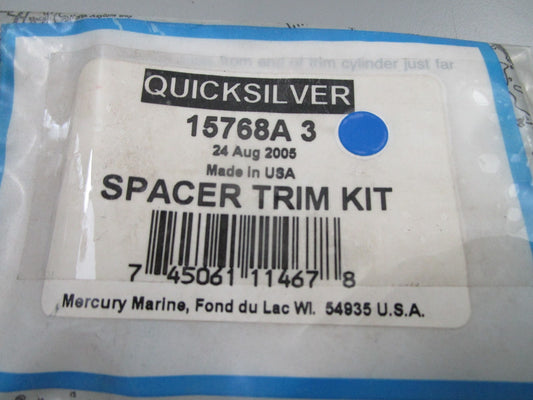 from end of trim cylinder just far
QUICKSILVER
15768A 3
24 Aug 2005
Made in USA
SPACER TRIM KIT
7 45061 11467 8
Mercury Marine, Fond du Lac WI. 54935 U.S.A.